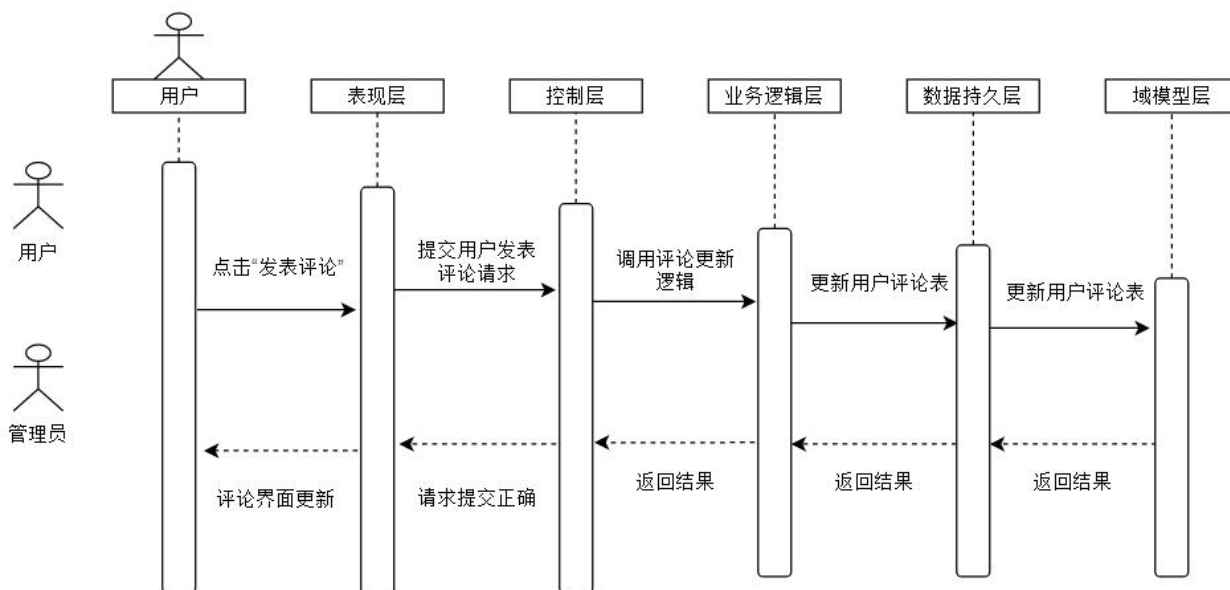 用户
表现层
控制层
业务逻辑层
数据持久层
域模型层
用户
点击“发表评论”
提交用户发表
评论请求
调用评论更新
逻辑
更新用户评论表
更新用户评论表
管理员
评论界面更新
请求提交正确
返回结果
返回结果
返回结果